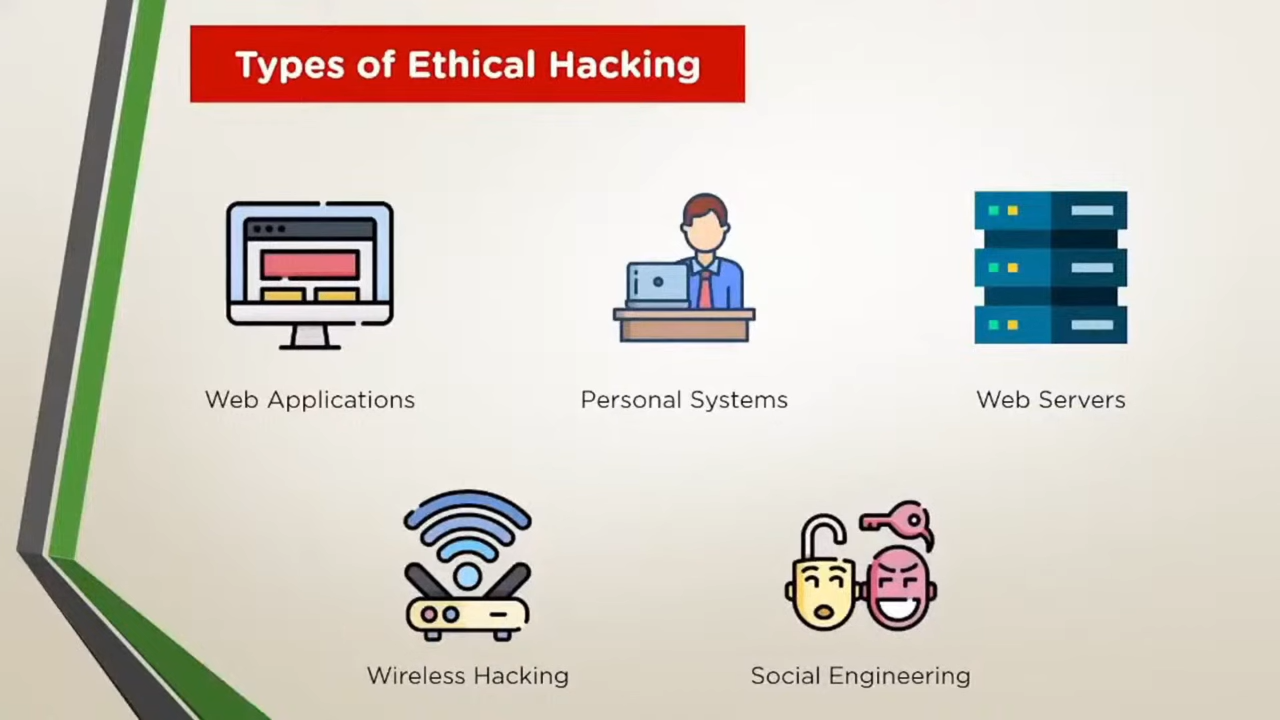 Types of Ethical Hacking
Web Applications
Personal Systems
Web Servers
Wireless Hacking
Social Engineering